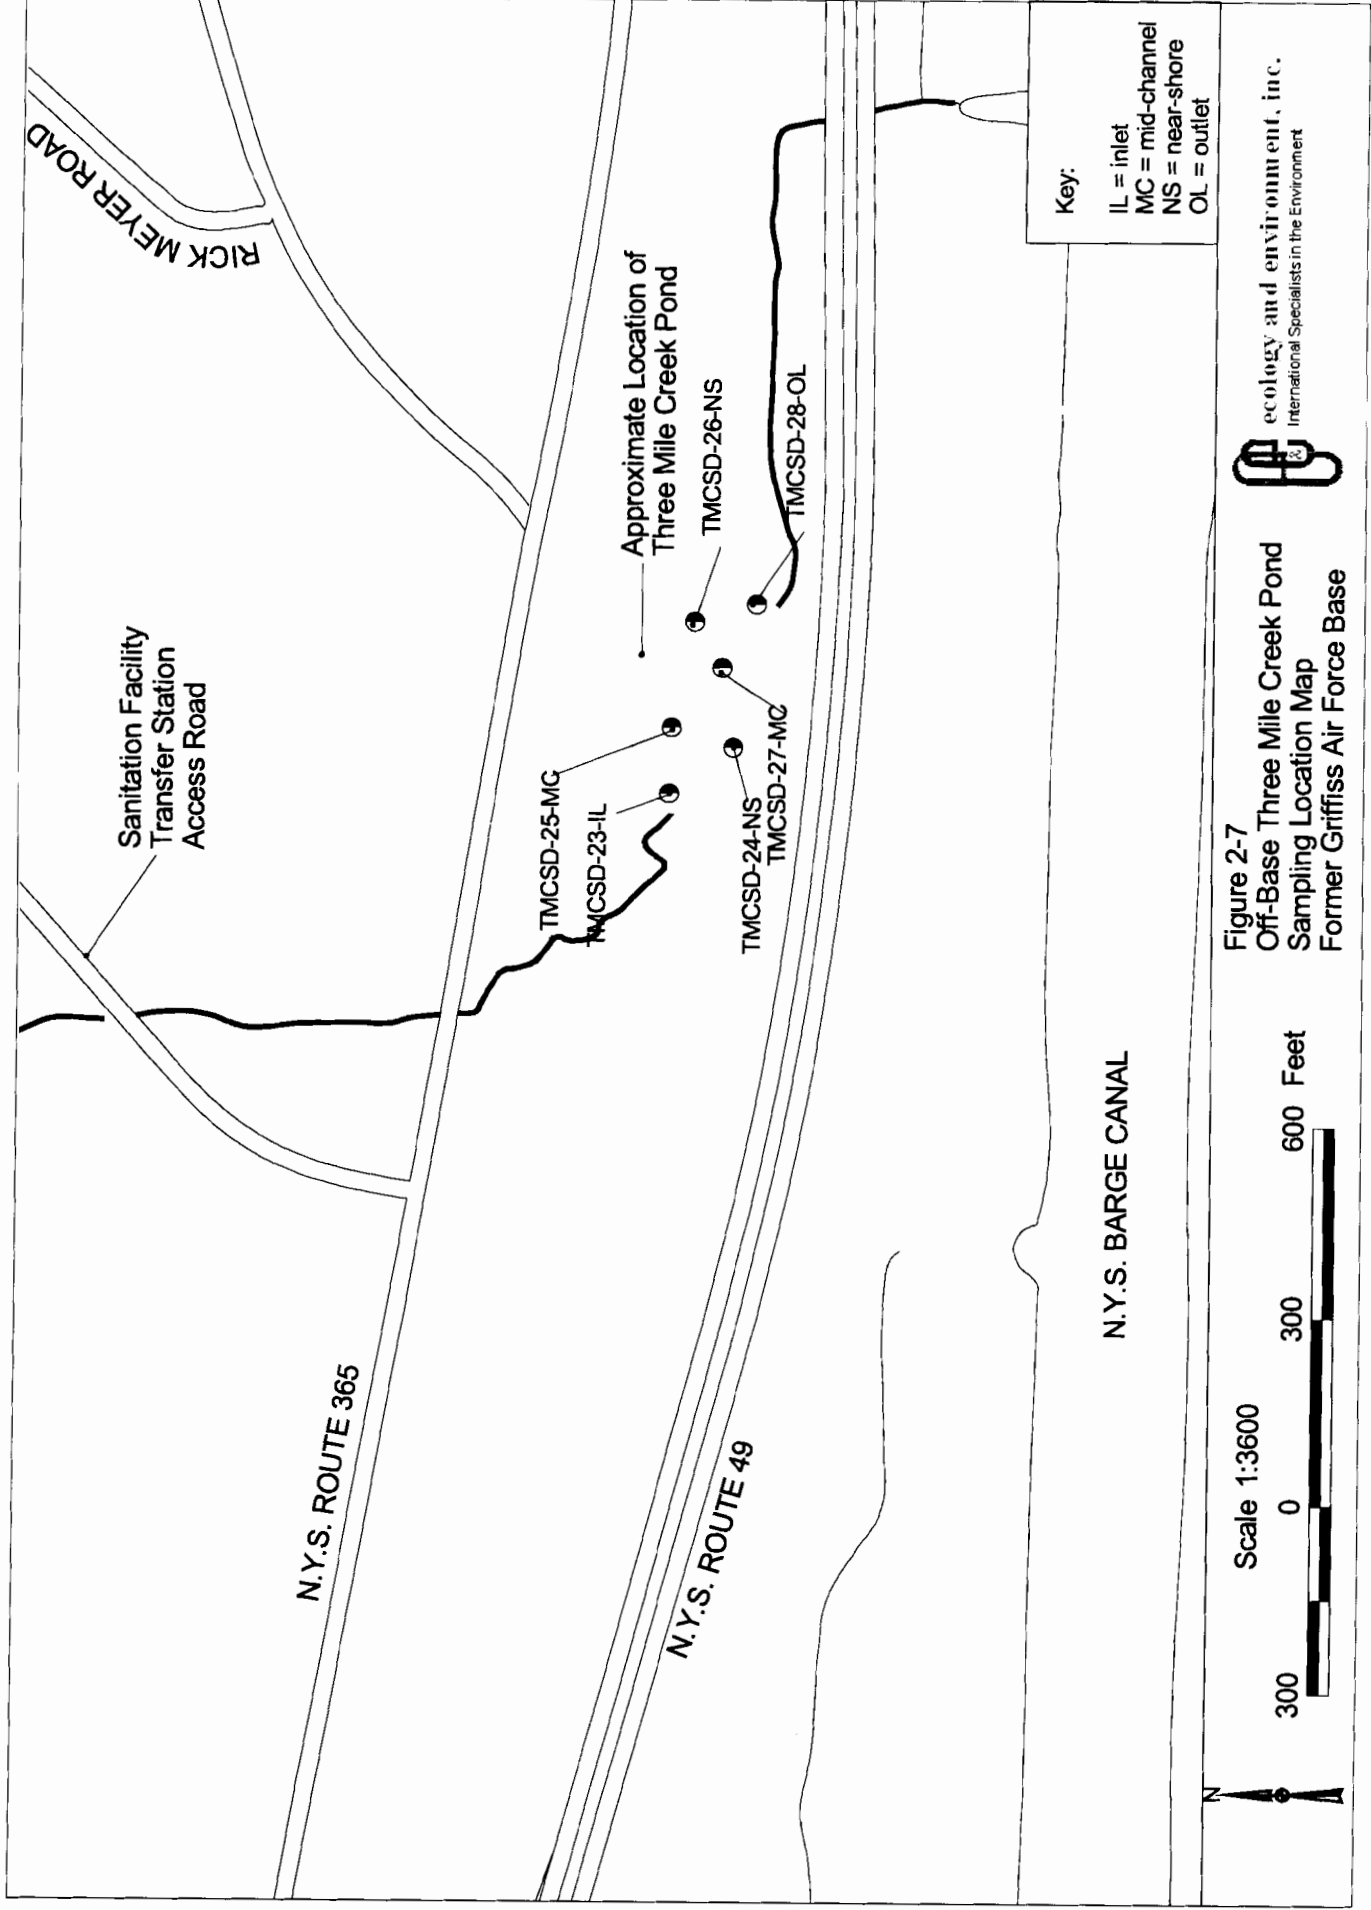 RICK MEYER ROAD
Sanitation Facility
Transfer Station
Access Road
N.Y.S. ROUTE 365
Approximate Location of
Three Mile Creek Pond
TMCSD-25-MC
TMCSD-23-IL
TMCSD-26-NS
TMCSD-24-NS
TMCSD-27-MC
TMCSD-28-OL
N.Y.S. ROUTE 49
N.Y.S. BARGE CANAL
Key:
IL = inlet
MC = mid-channel
NS = near-shore
OL = outlet
N
Scale 1:3600
300 0 300 600 Feet
Figure 2-7
Off-Base Three Mile Creek Pond
Sampling Location Map
Former Griffiss Air Force Base
&
ecology and environment, inc.
International Specialists in the Environment